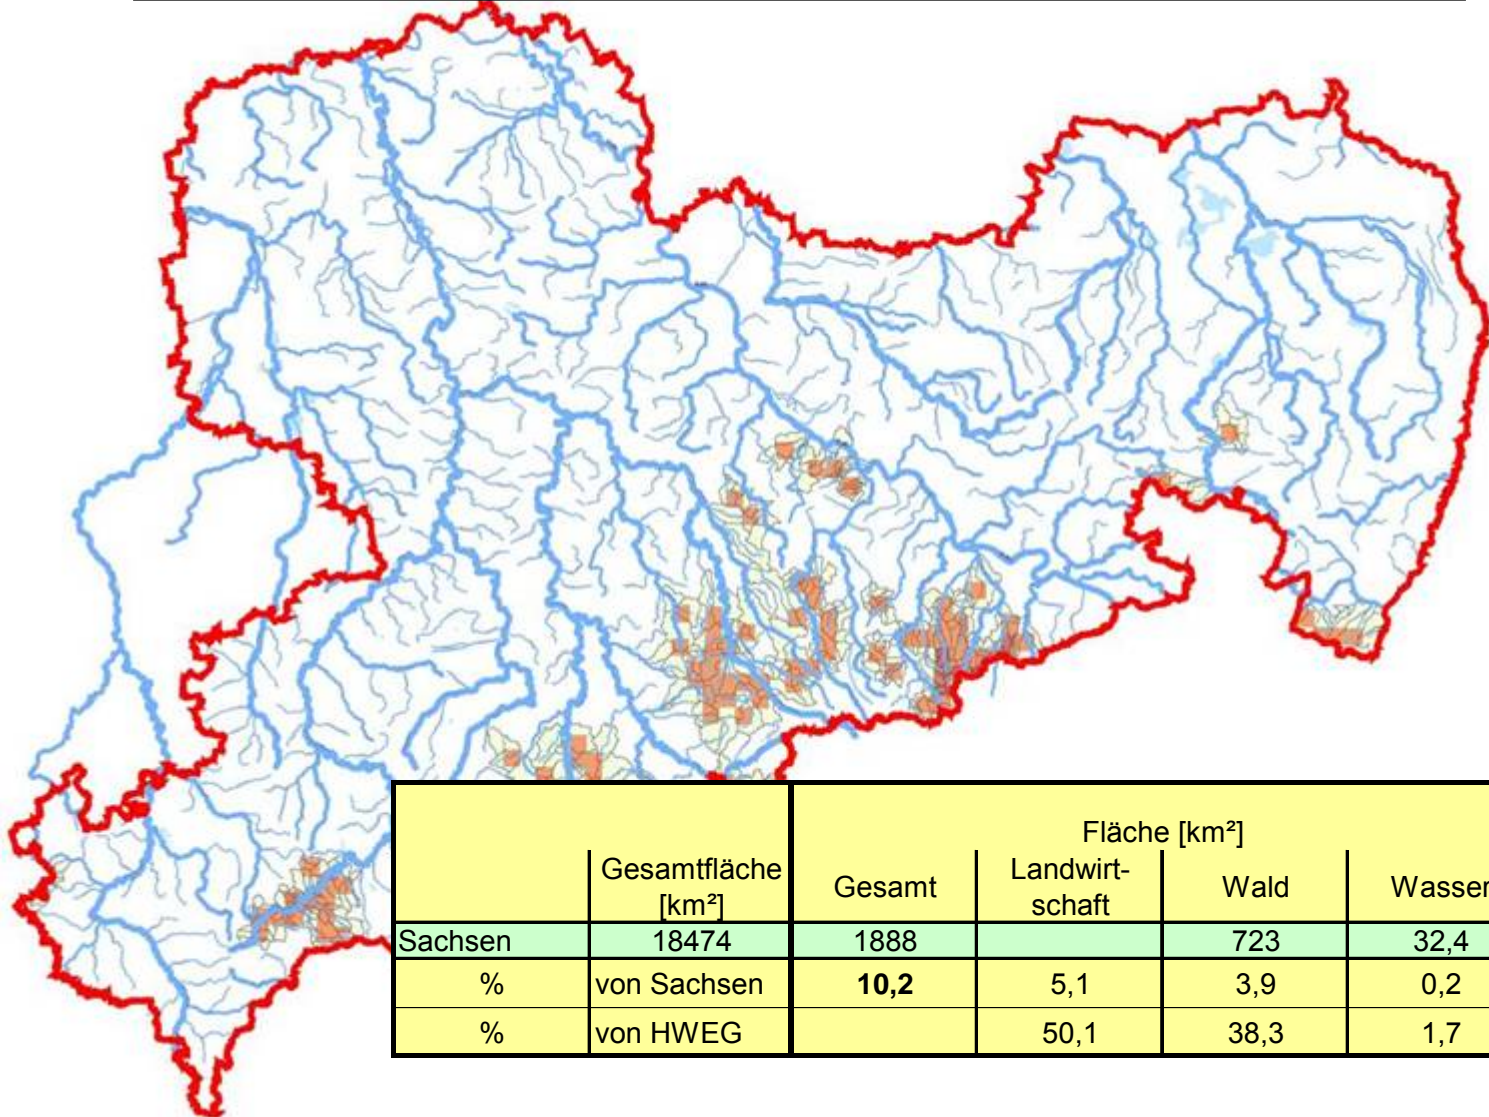 Fläche [km²]
Gesamtfläche [km²] Gesamt Landwirt-schaft Wald Wasser
Sachsen 18474 1888 723 32,4
% von Sachsen 10,2 5,1 3,9 0,2
% von HWEG 50,1 38,3 1,7